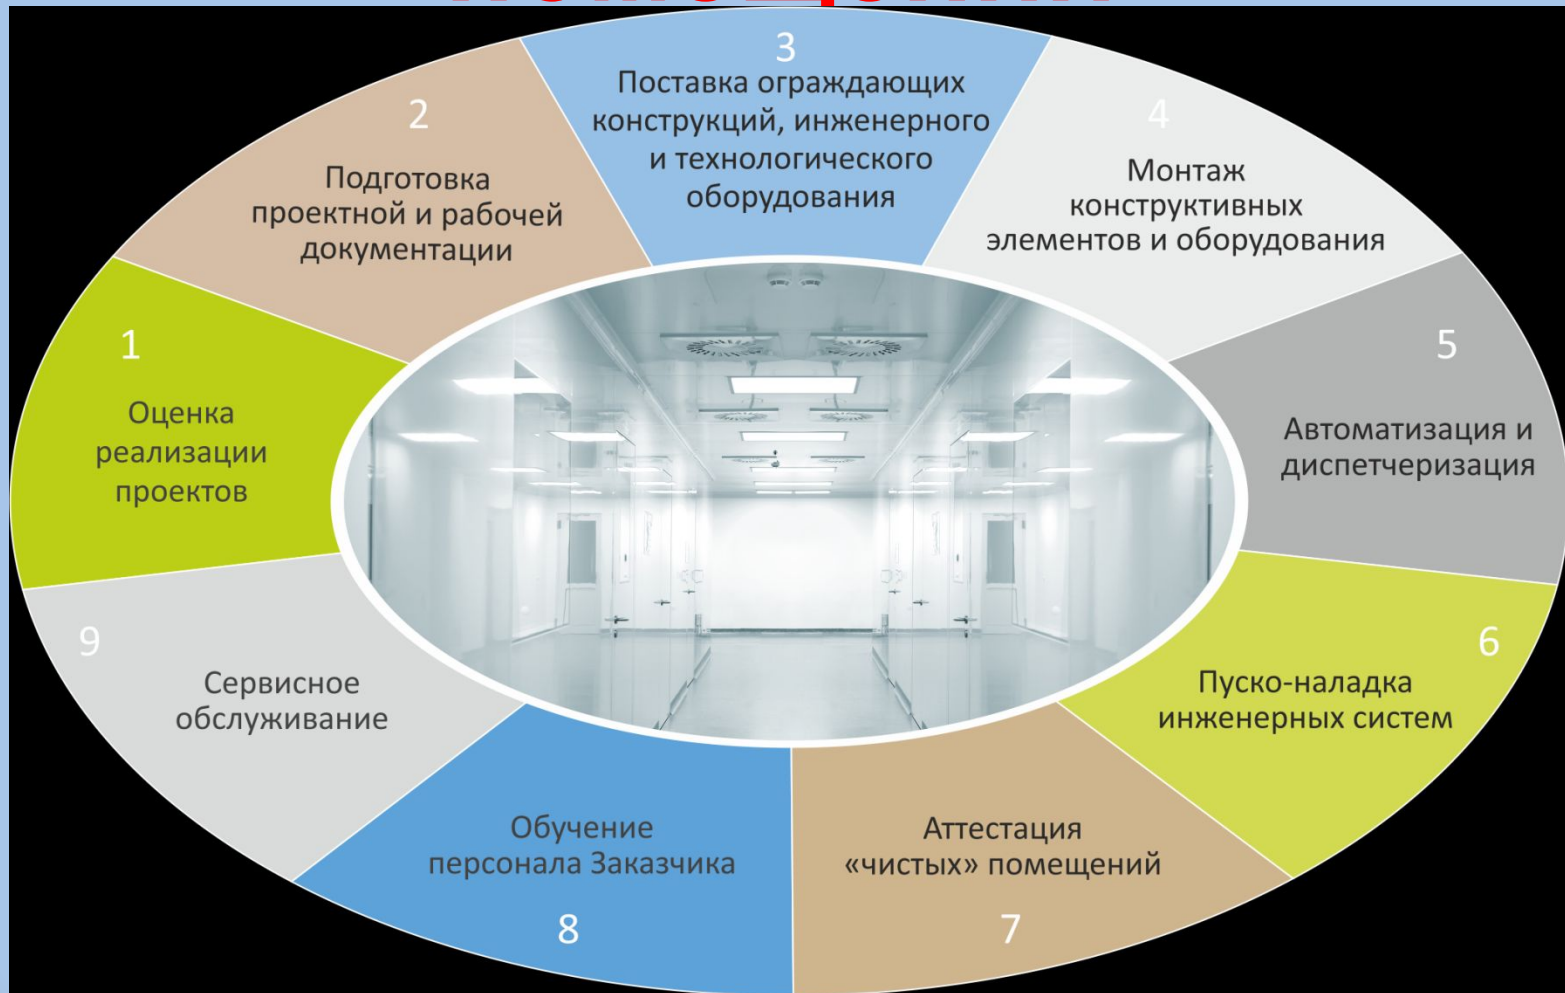 1
Оценка
реализации
проектов
2
Подготовка
проектной и рабочей
документации
3
Поставка ограждающих
конструкций, инженерного
и технологического
оборудования
4
Монтаж
конструктивных
элементов и оборудования
5
Автоматизация и
диспетчеризация
6
Пуско-наладка
инженерных систем
Аттестация
«чистых» помещений
7
Обучение
персонала Заказчика
8
9
Сервисное
обслуживание